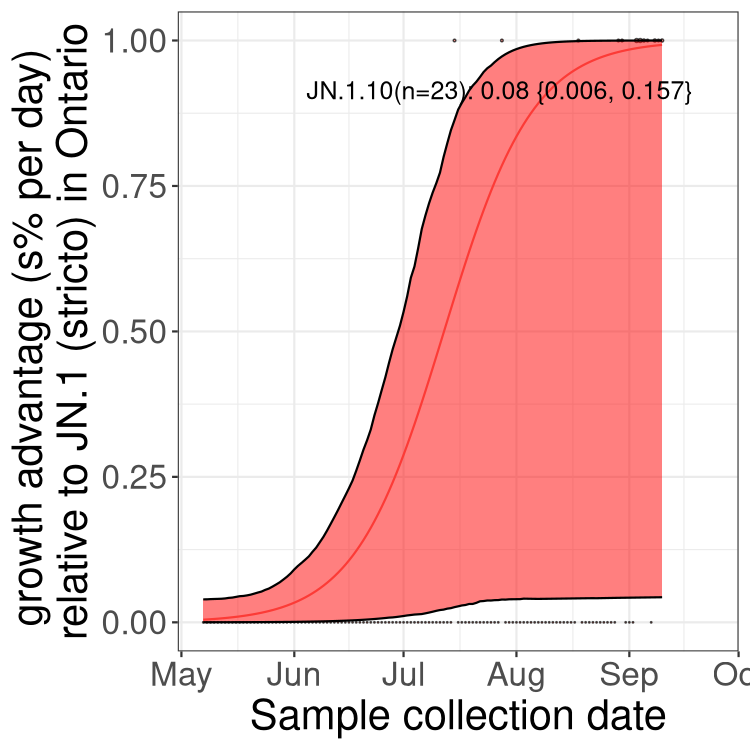 growth advantage (s% per day)
relative to JN.1 (stricto) in Ontario
1.00
0.75
0.50
0.25
0.00
JN.1.10(n=23): 0.08 {0.006, 0.157}
May Jun Jul Aug Sep Oc
Sample collection date